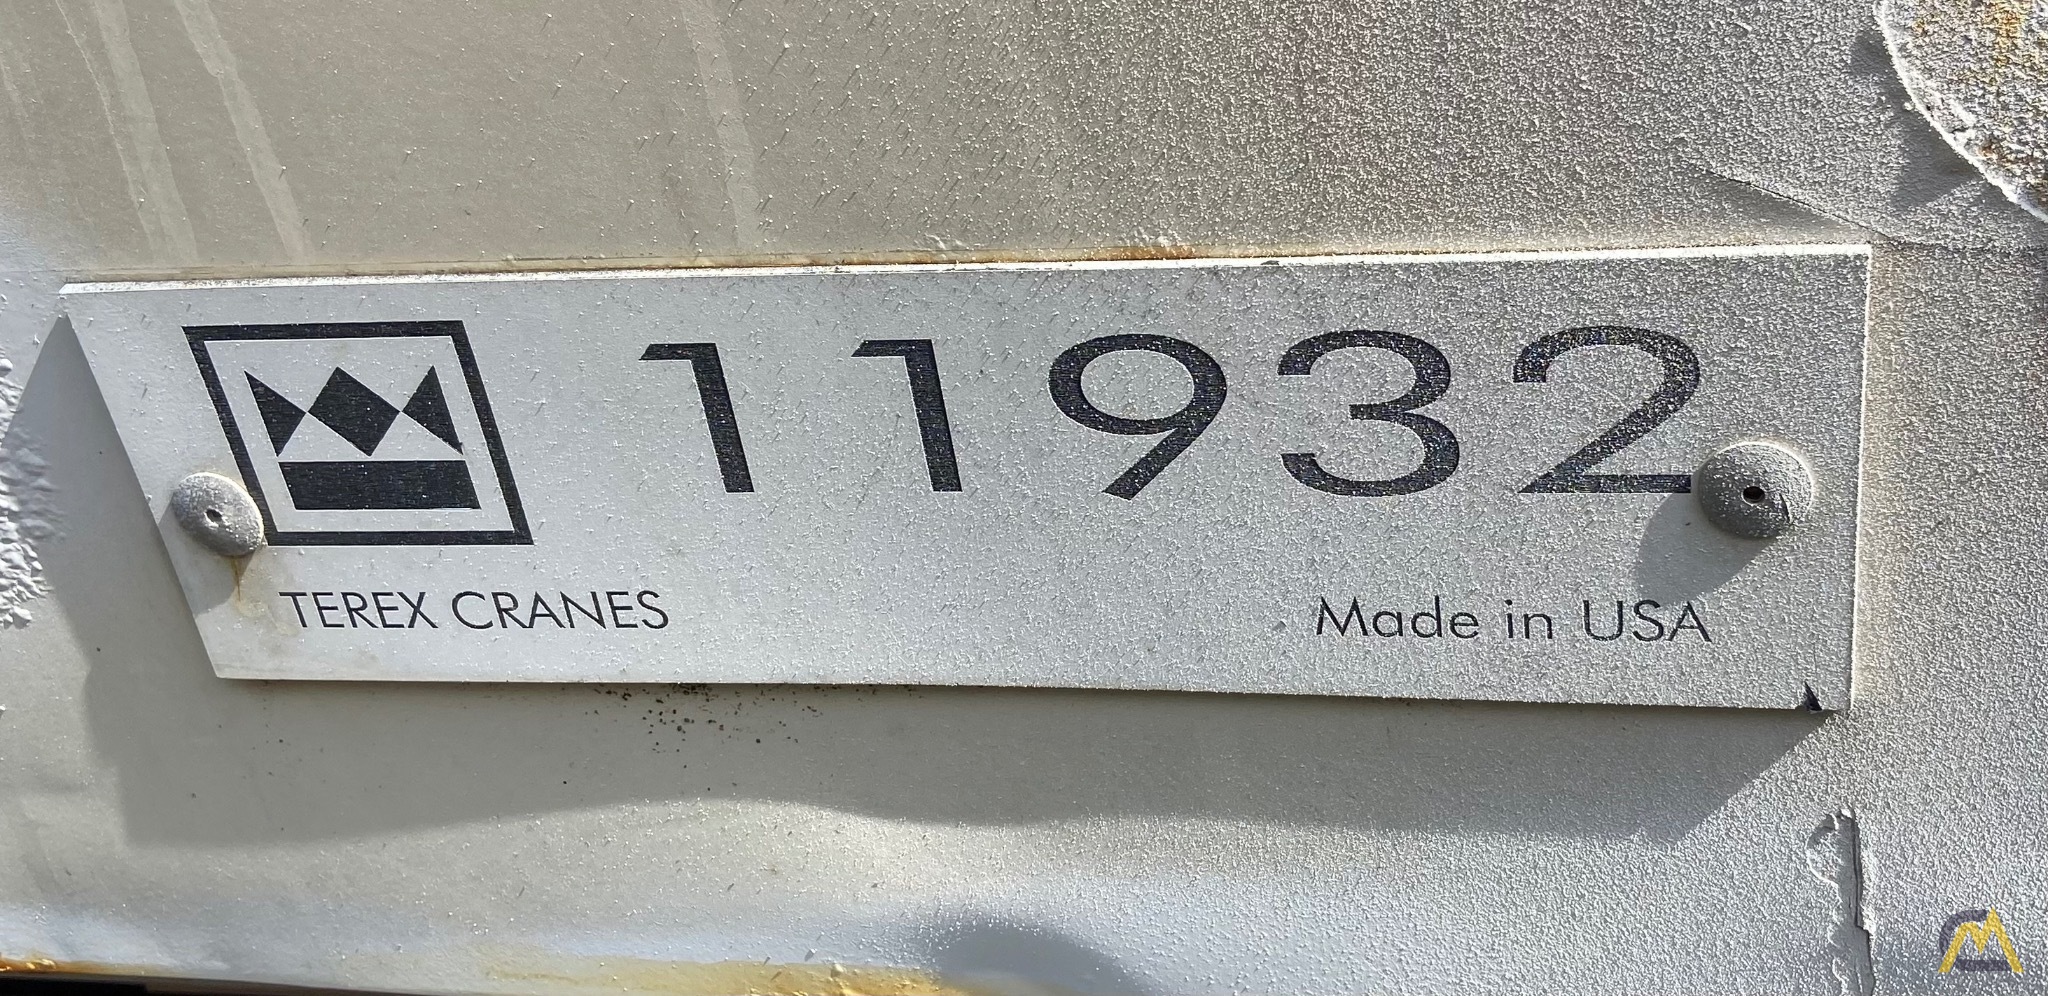 11932
TEREX CRANES
Made in USA